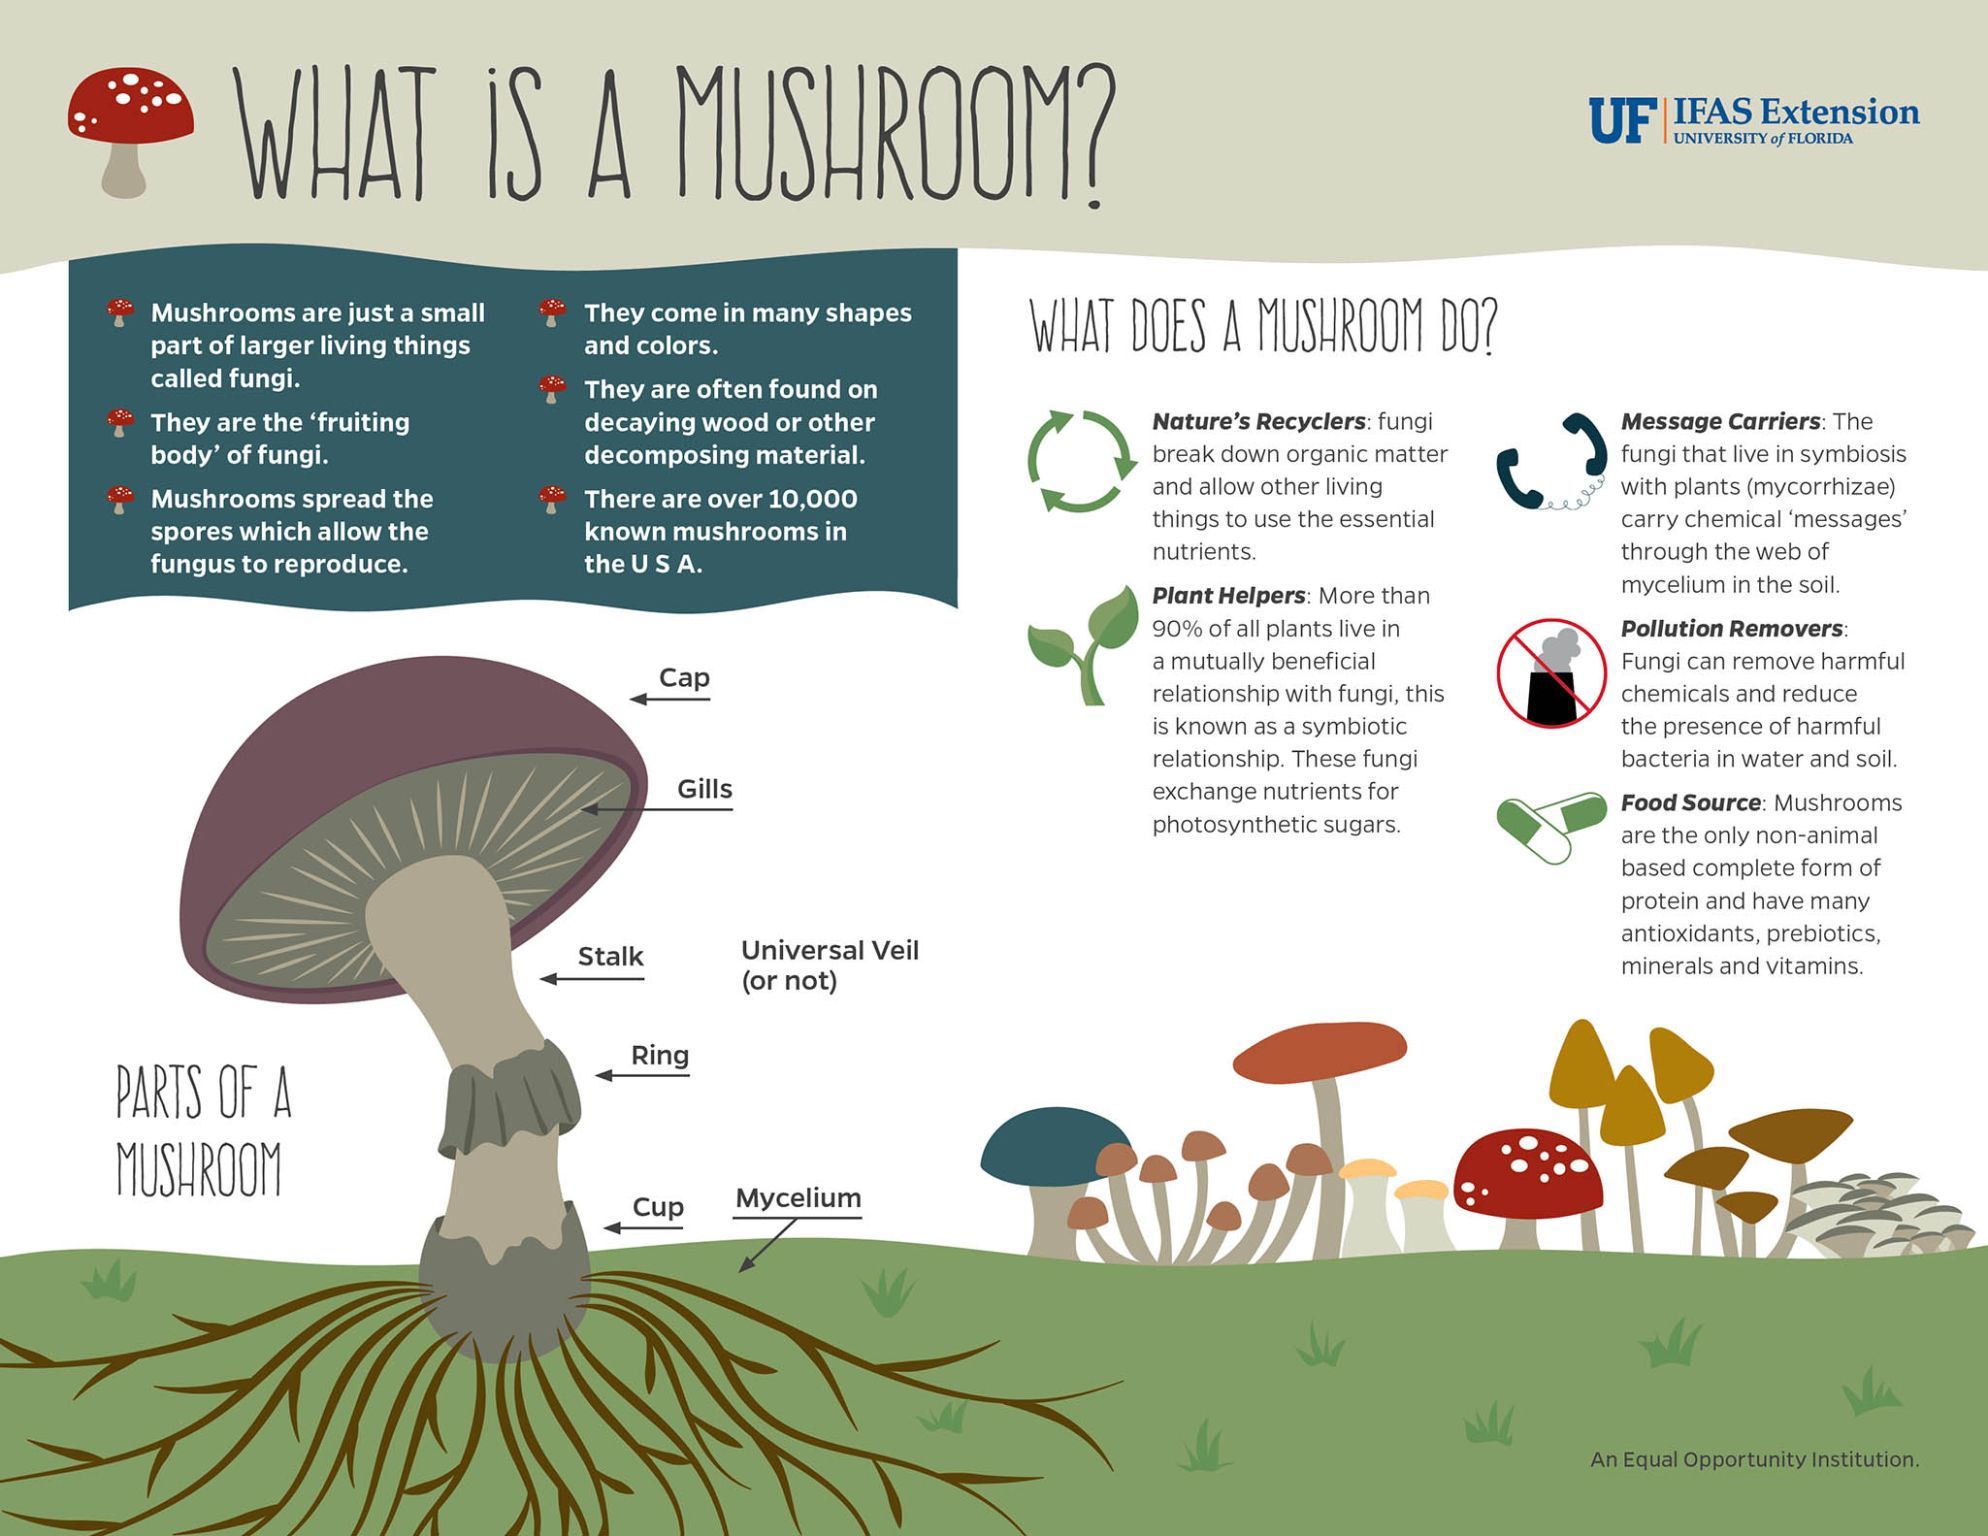 WHAT iS A MUSHROOM?
UF IFAS Extension
UNIVERSITY of FLORIDA
Mushrooms are just a small
part of larger living things
called fungi.
They are the ‘fruiting
body’ of fungi.
Mushrooms spread the
spores which allow the
fungus to reproduce.
They come in many shapes
and colors.
They are often found on
decaying wood or other
decomposing material.
There are over 10,000
known mushrooms in
the U S A.
WHAT DOES A MUSHROOM DO?
Nature’s Recyclers: fungi
break down organic matter
and allow other living
things to use the essential
nutrients.
Plant Helpers: More than
90% of all plants live in
a mutually beneficial
relationship with fungi, this
is known as a symbiotic
relationship. These fungi
exchange nutrients for
photosynthetic sugars.
Message Carriers: The
fungi that live in symbiosis
with plants (mycorrhizae)
carry chemical ‘messages’
through the web of
mycelium in the soil.
Pollution Removers:
Fungi can remove harmful
chemicals and reduce
the presence of harmful
bacteria in water and soil.
Food Source: Mushrooms
are the only non-animal
based complete form of
protein and have many
antioxidants, prebiotics,
minerals and vitamins.
PARTS OF A
MUSHROOM
Cap
Gills
Stalk
Universal Veil
(or not)
Ring
Cup
Mycelium
An Equal Opportunity Institution.